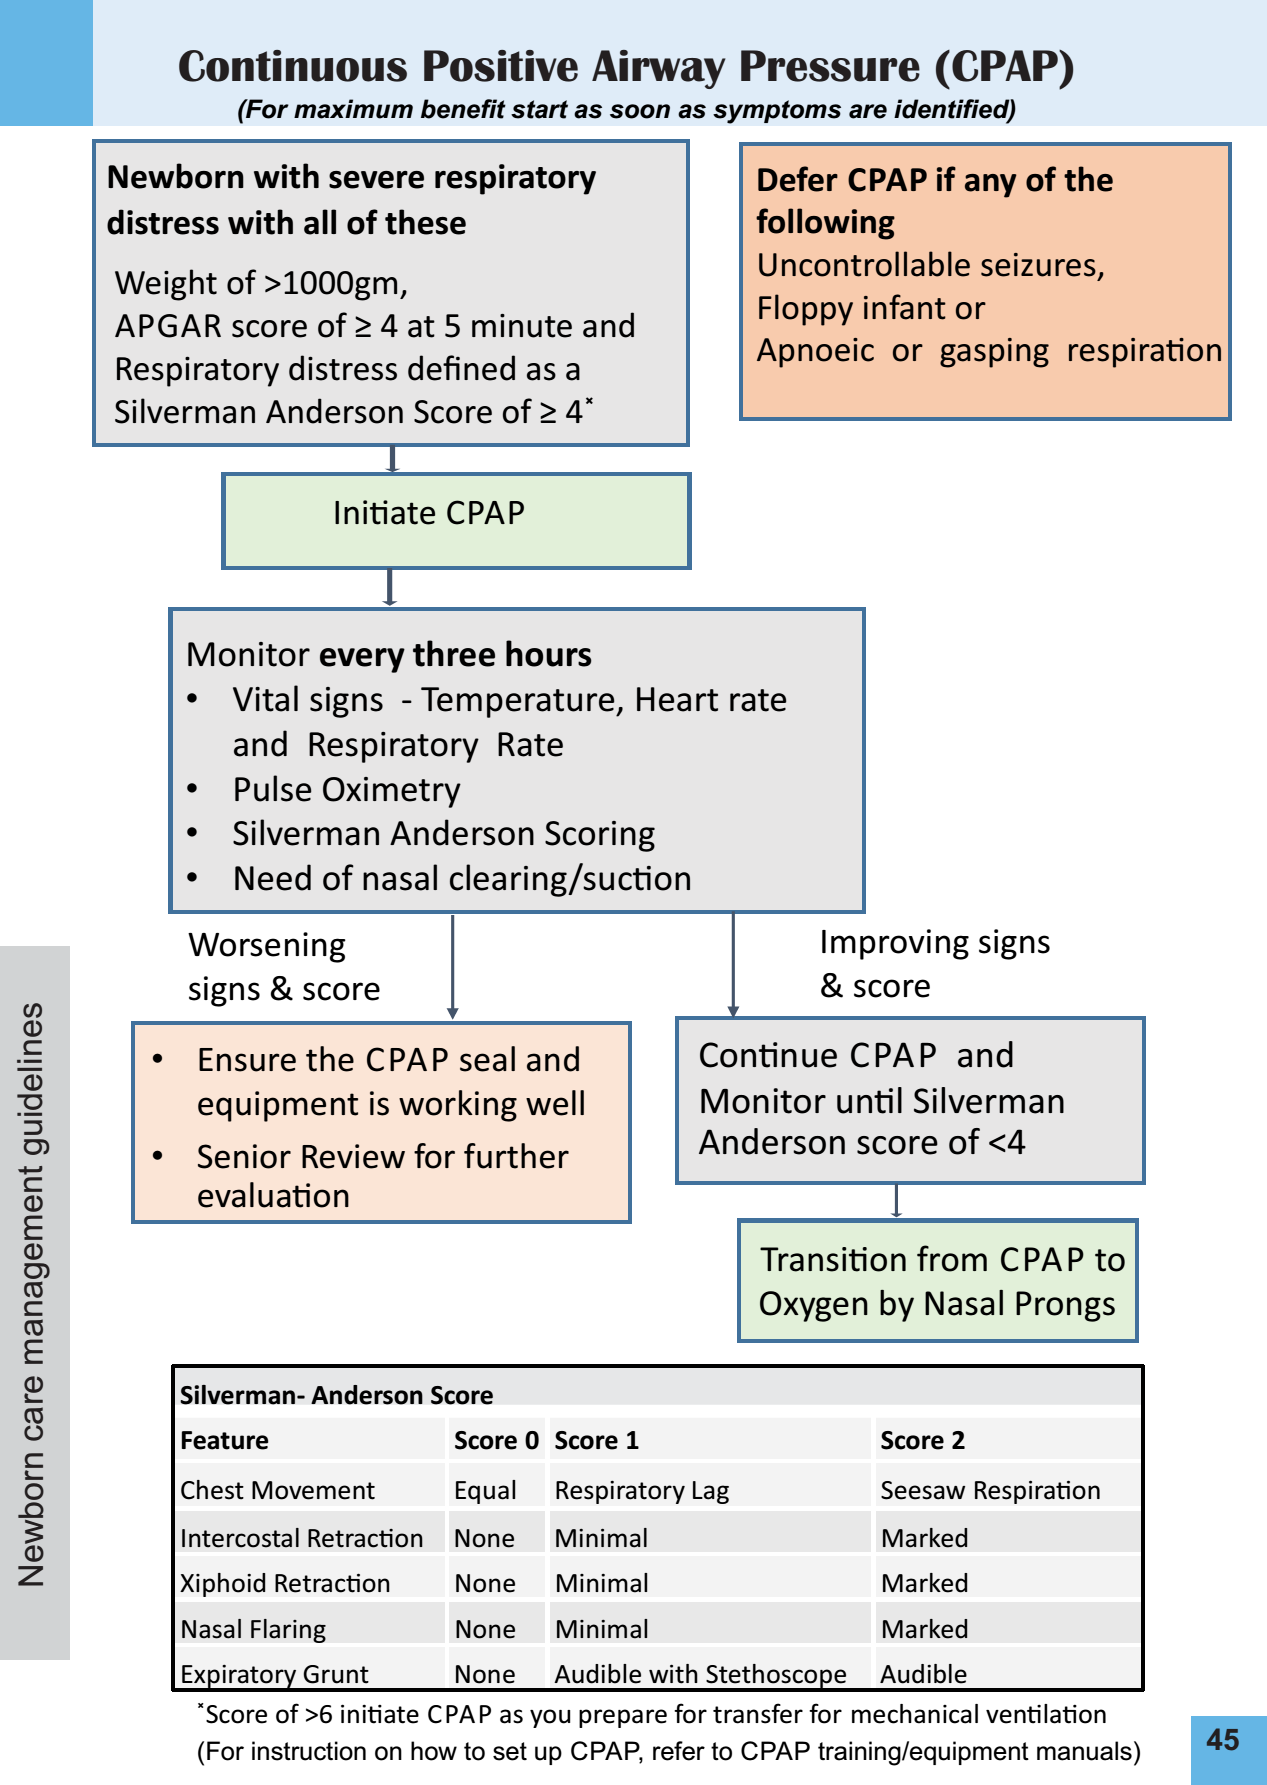 Continuous Positive Airway Pressure (CPAP)
(For maximum benefit start as soon as symptoms are identified)
Newborn with severe respiratory
distress with all of these
Weight of >1000gm,
APGAR score of ≥ 4 at 5 minute and
Respiratory distress defined as a
Silverman Anderson Score of ≥ 4*
Defer CPAP if any of the
following
Uncontrollable seizures,
Floppy infant or
Apnoeic or gasping respiration
Initiate CPAP
Monitor every three hours
• Vital signs - Temperature, Heart rate
and Respiratory Rate
• Pulse Oximetry
• Silverman Anderson Scoring
• Need of nasal clearing/suction
Worsening
signs & score
Improving signs
& score
• Ensure the CPAP seal and
equipment is working well
• Senior Review for further
evaluation
Continue CPAP and
Monitor until Silverman
Anderson score of <4
Transition from CPAP to
Oxygen by Nasal Prongs
Silverman- Anderson Score
Feature Score 0 Score 1 Score 2
Chest Movement Equal Respiratory Lag Seesaw Respiration
Intercostal Retraction None Minimal Marked
Xiphoid Retraction None Minimal Marked
Nasal Flaring None Minimal Marked
Expiratory Grunt None Audible with Stethoscope Audible
*Score of >6 initiate CPAP as you prepare for transfer for mechanical ventilation
(For instruction on how to set up CPAP, refer to CPAP training/equipment manuals)
Newborn care management guidelines
45